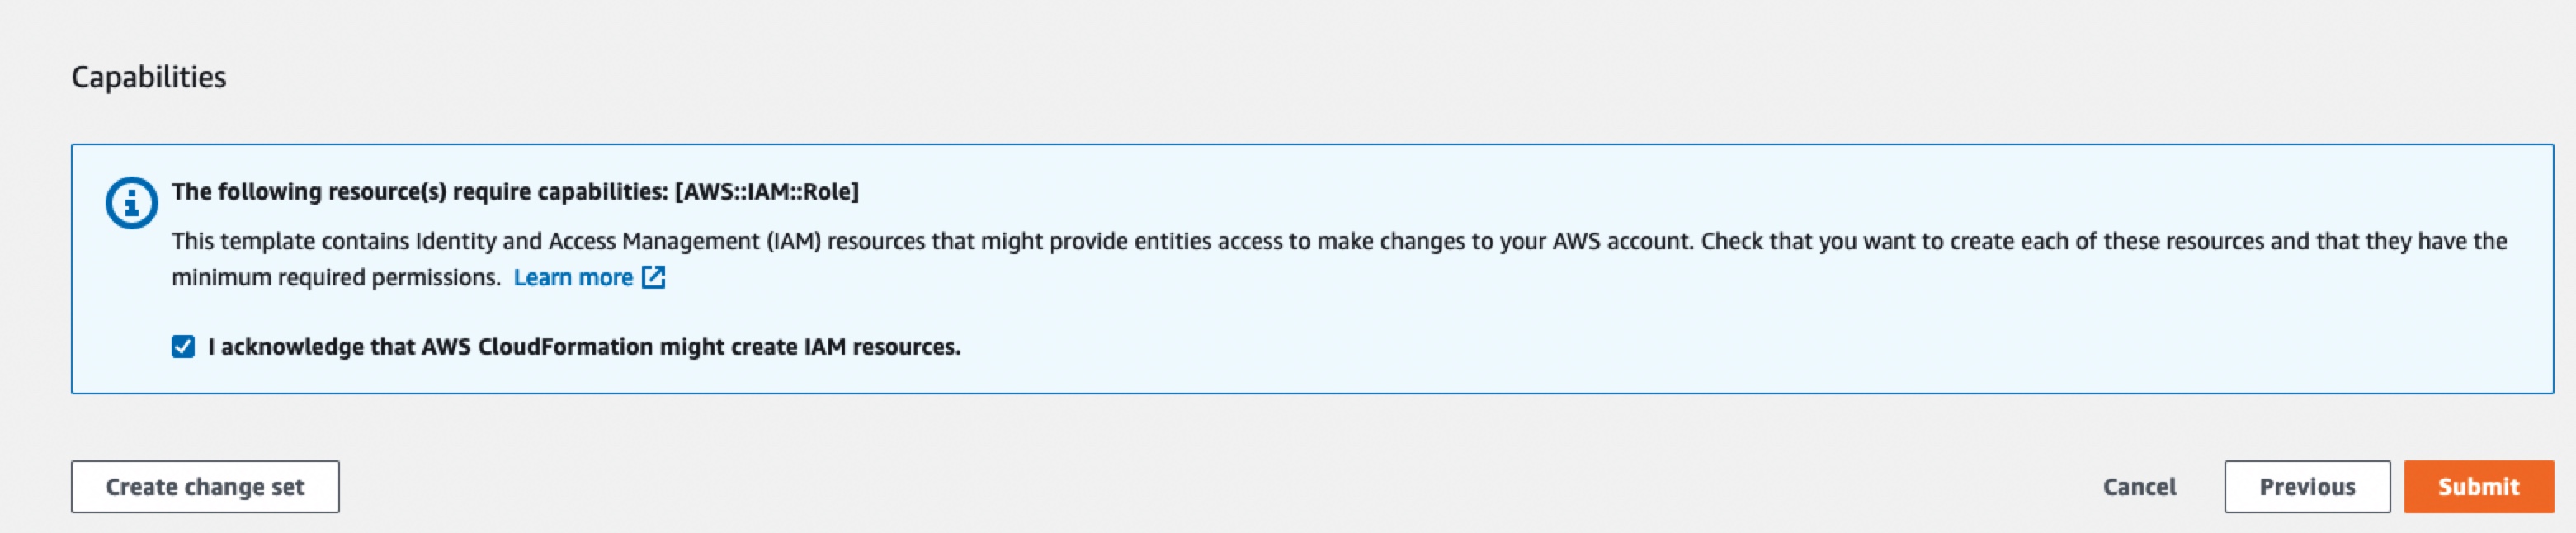 Capabilities
The following resource(s) require capabilities: [AWS::IAM::Role]
This template contains Identity and Access Management (IAM) resources that might provide entities access to make changes to your AWS account. Check that you want to create each of these resources and that they have the
minimum required permissions. Learn more
I acknowledge that AWS CloudFormation might create IAM resources.
Create change set
Cancel
Previous
Submit